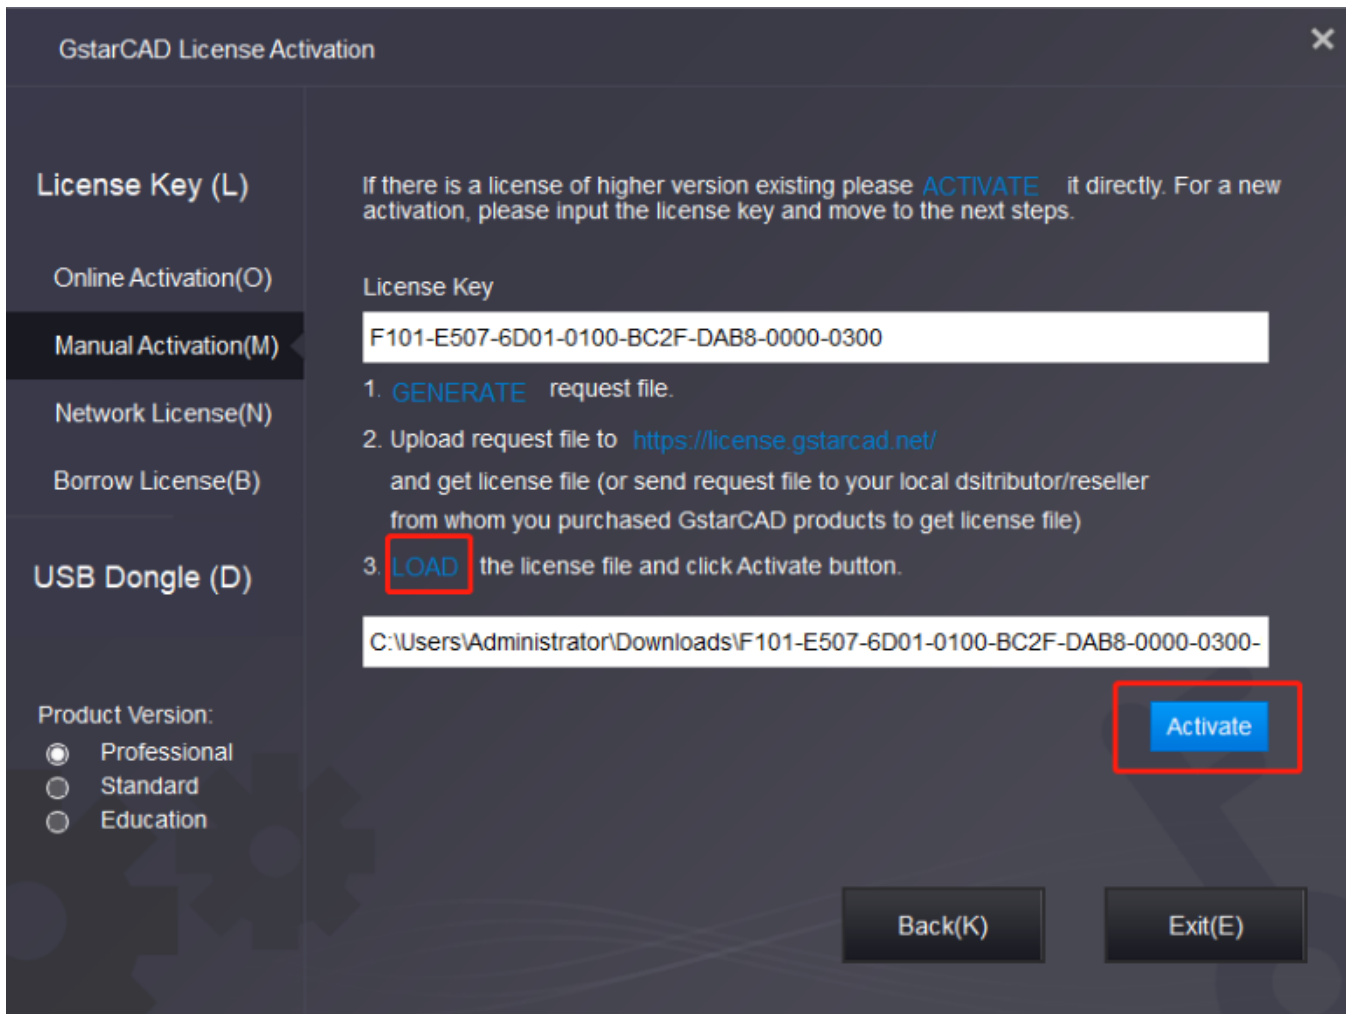 GstarCAD License Activation
License Key (L)
Online Activation(O)
Manual Activation(M)
Network License(N)
Borrow License(B)
USB Dongle (D)
Product Version:
Professional
Standard
Education
If there is a license of higher version existing please ACTIVATE it directly. For a new
activation, please input the license key and move to the next steps.
License Key
F101-E507-6D01-0100-BC2F-DAB8-0000-0300
1. GENERATE request file.
2. Upload request file to https://license.gstarcad.net/
and get license file (or send request file to your local dsitributor/reseller
from whom you purchased GstarCAD products to get license file)
3. LOAD the license file and click Activate button.
C:\Users\Administrator\Downloads\F101-E507-6D01-0100-BC2F-DAB8-0000-0300-
Activate
Back(K)
Exit(E)